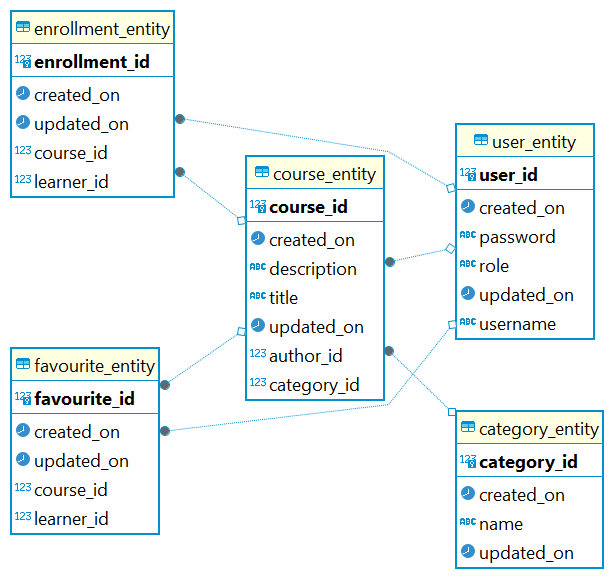 enrollment_entity
123 enrollment_id
created_on
updated_on
123 course_id
123 learner_id
course_entity
123 course_id
created_on
ABC description
ABC title
updated_on
123 author_id
123 category_id
user_entity
123 user_id
created_on
ABC password
ABC role
updated_on
ABC username
favourite_entity
123 favourite_id
created_on
updated_on
123 course_id
123 learner_id
category_entity
123 category_id
created_on
ABC name
updated_on